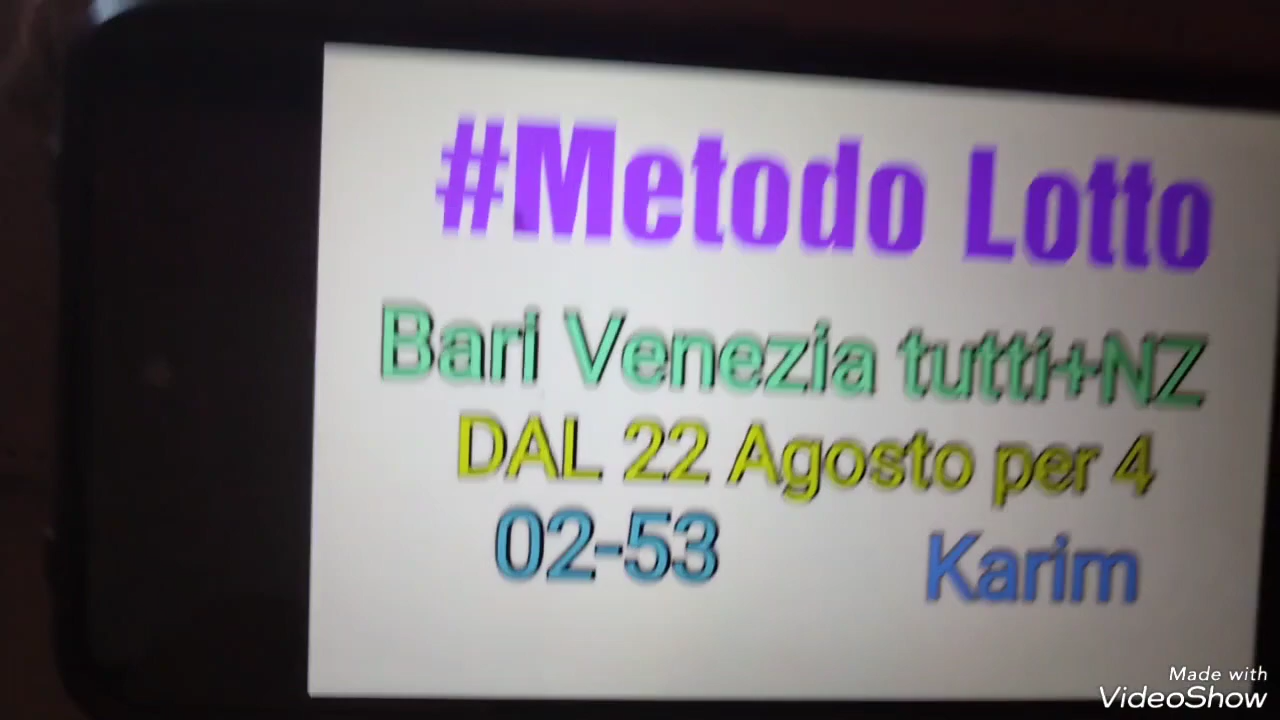 #Metodo Lotto
Bari Venezia tutti+NZ
DAL 22 Agosto per 4
02-53 Karim
Made with
VideoShow